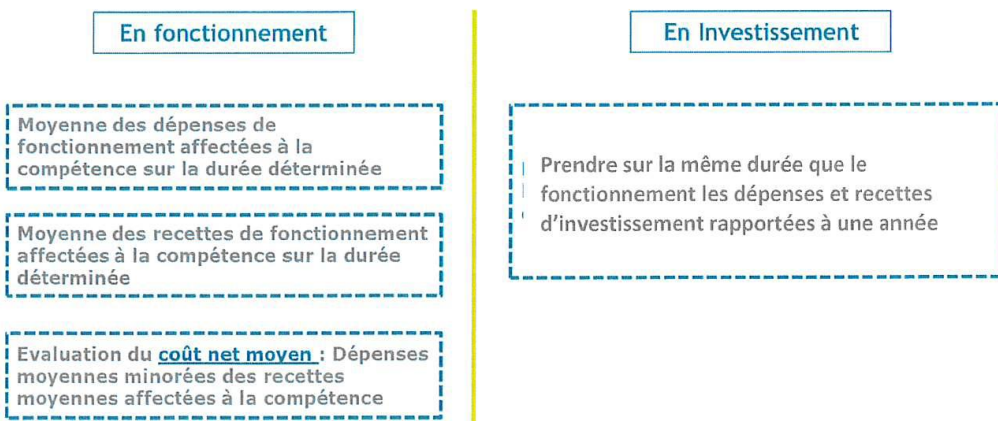 En fonctionnement
Moyenne des dépenses de
fonctionnement affectées à la
compétence sur la durée déterminée
Moyenne des recettes de fonctionnement
affectées à la compétence sur la durée
déterminée
Evaluation du coût net moyen : Dépenses
moyennes minorées des recettes
moyennes affectées à la compétence
En Investissement
Prendre sur la même durée que le
fonctionnement les dépenses et recettes
d'investissement rapportées à une année